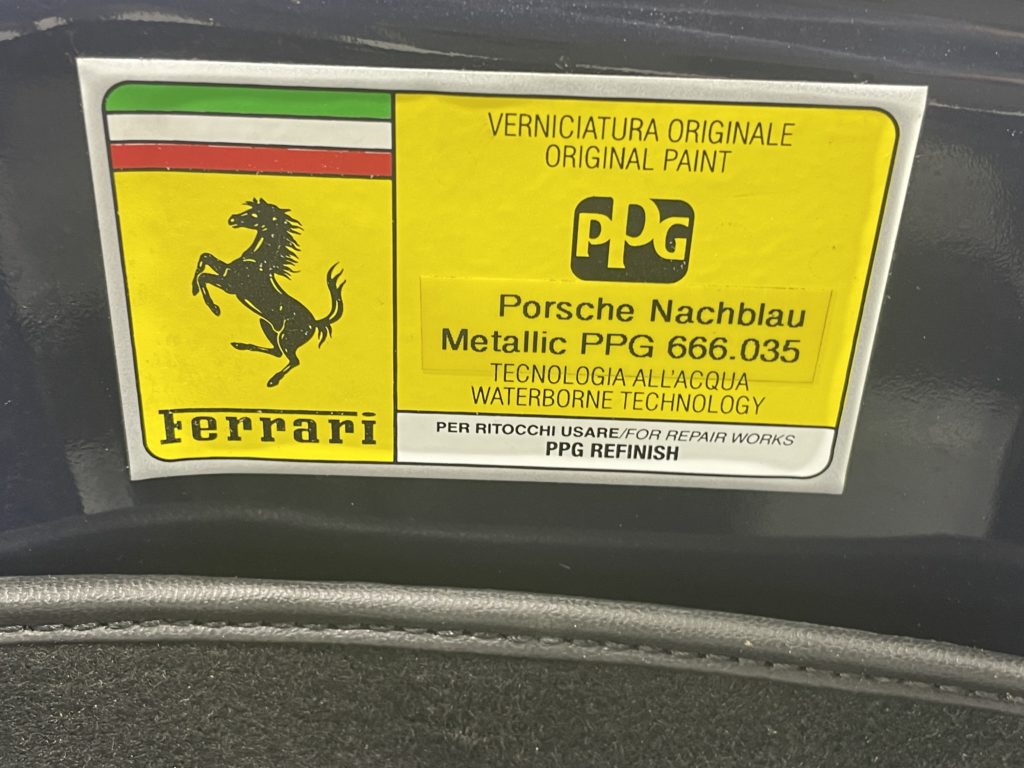 VERNICIATURA ORIGINALE
ORIGINAL PAINT
PPG
Porsche Nachblau
Metallic PPG 666.035
TECNOLOGIA ALL'ACQUA
WATERBORNE TECHNOLOGY
Ferrari
PER RITOCCHI USARE/FOR REPAIR WORKS
PPG REFINISH